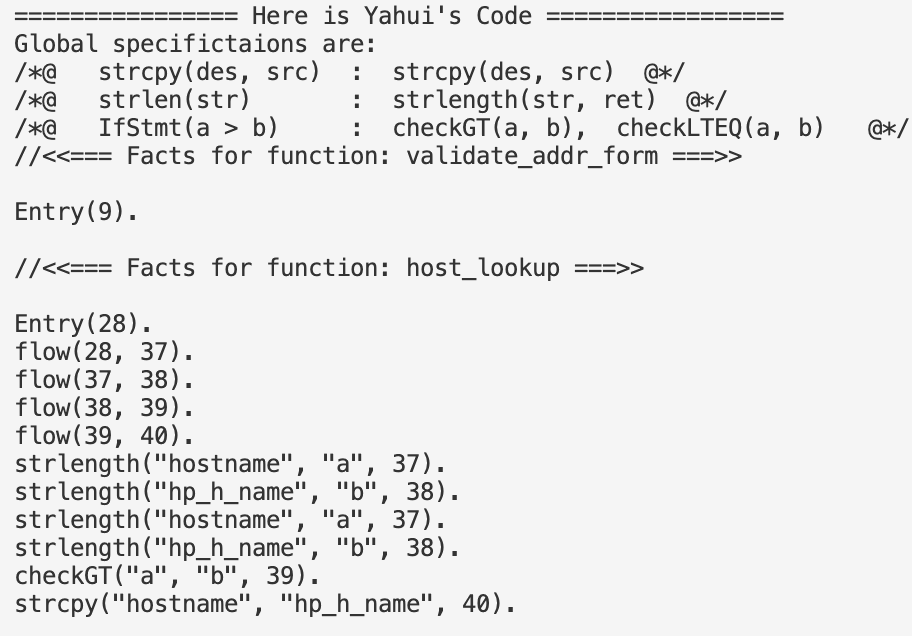 ================ Here is Yahui's Code =================
Global specifictaions are:
/*@   strcpy(des, src)  :  strcpy(des, src)  @*/
/*@   strlen(str)       :  strlength(str, ret)  @*/
/*@   IfStmt(a > b)     :  checkGT(a, b),  checkLTEQ(a, b)   @*/
//<<=== Facts for function: validate_addr_form ===>>
Entry(9).
//<<=== Facts for function: host_lookup ===>>
Entry(28).
flow(28, 37).
flow(37, 38).
flow(38, 39).
flow(39, 40).
strlength("hostname", "a", 37).
strlength("hp_h_name", "b", 38).
strlength("hostname", "a", 37).
strlength("hp_h_name", "b", 38).
checkGT("a", "b", 39).
strcpy("hostname", "hp_h_name", 40).